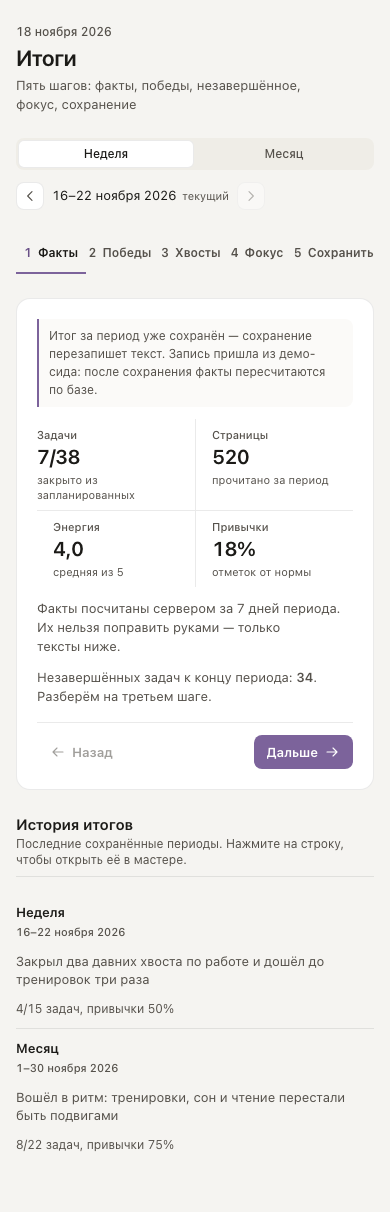 18 ноября 2026
Итоги
Пять шагов: факты, победы, незавершённое,
фокус, сохранение
Неделя
Месяц
16–22 ноября 2026 текущий
1 Факты 2 Победы 3 Хвосты 4 Фокус 5 Сохранить
Итог за период уже сохранён — сохранение
перезапишет текст. Запись пришла из демо-
сида: после сохранения факты пересчитаются
по базе.
Задачи
7/38
закрыто из
запланированных
Страницы
520
прочитано за период
Энергия
4,0
средняя из 5
Привычки
18%
отметок от нормы
Факты посчитаны сервером за 7 дней периода.
Их нельзя поправить руками — только
тексты ниже.
Незавершённых задач к концу периода: 34.
Разберём на третьем шаге.
← Назад
Дальше →
История итогов
Последние сохранённые периоды. Нажмите на строку,
чтобы открыть её в мастере.
Неделя
16–22 ноября 2026
Закрыл два давних хвоста по работе и дошёл до
тренировок три раза
4/15 задач, привычки 50%
Месяц
1–30 ноября 2026
Вошёл в ритм: тренировки, сон и чтение перестали
быть подвигами
8/22 задач, привычки 75%